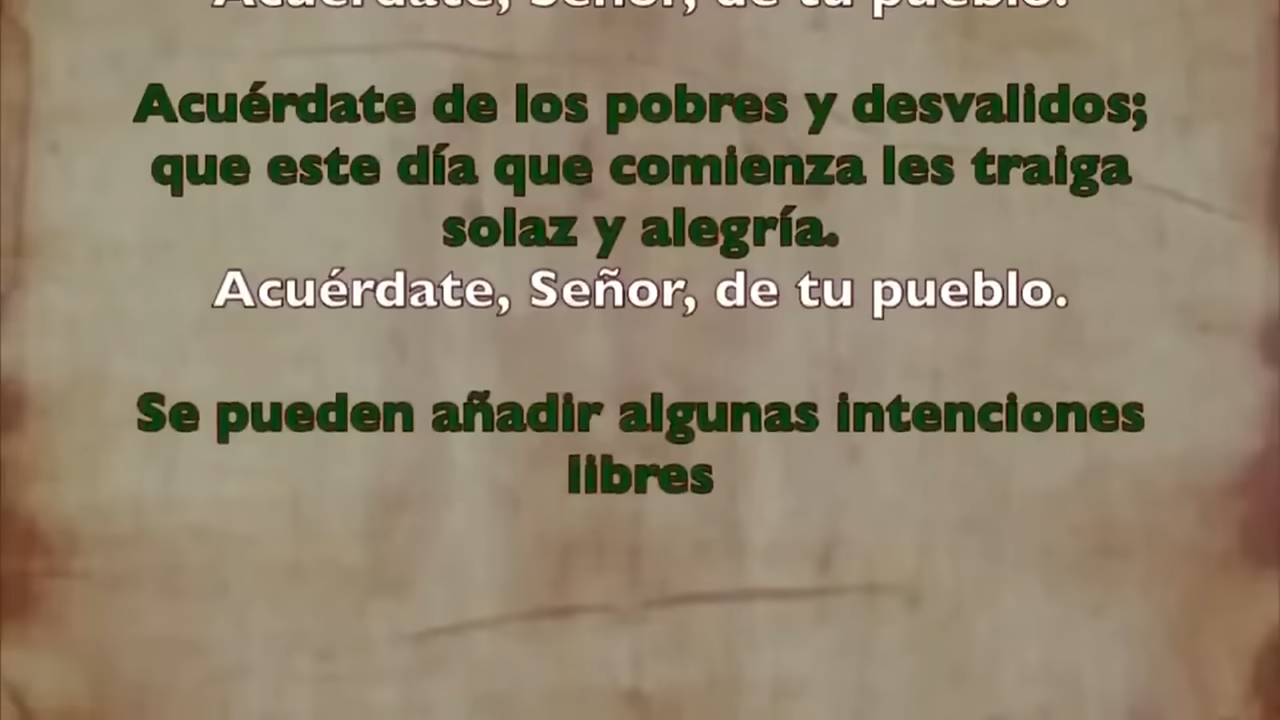 Acuérdate, Señor, de tu pueblo.
Acuérdate de los pobres y desvalidos;
que este día que comienza les traiga
solaz y alegría.
Acuérdate, Señor, de tu pueblo.
Se pueden añadir algunas intenciones
libres